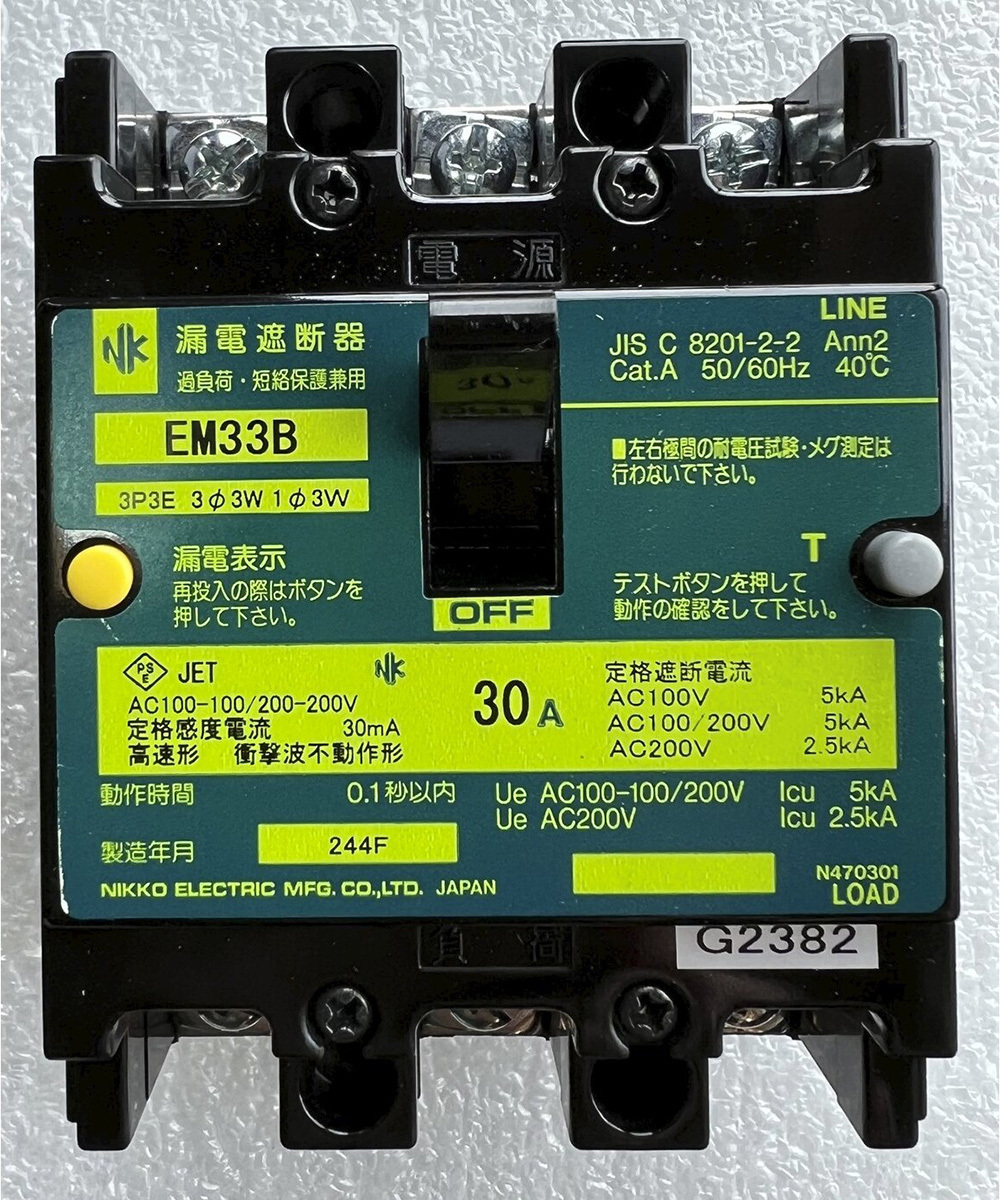 電源
LINE
NK
漏電遮断器
過負荷・短絡保護兼用
EM33B
3P3E 3φ3W 1φ3W
JIS C 8201-2-2 Ann2
Cat.A 50/60Hz 40℃
■左右極間の耐電圧試験・メグ測定は
行わないで下さい。
漏電表示
再投入の際はボタンを
押して下さい。
OFF
T
テストボタンを押して
動作の確認をして下さい。
PSE JET NK
AC100-100/200-200V
定格感度電流 30mA
高速形 衝撃波不動作形
30A
定格遮断電流
AC100V 5kA
AC100/200V 5kA
AC200V 2.5kA
動作時間 0.1秒以内
Ue AC100-100/200V Icu 5kA
Ue AC200V Icu 2.5kA
製造年月 244F
NIKKO ELECTRIC MFG. CO.,LTD. JAPAN
N470301
LOAD
負荷
G2382